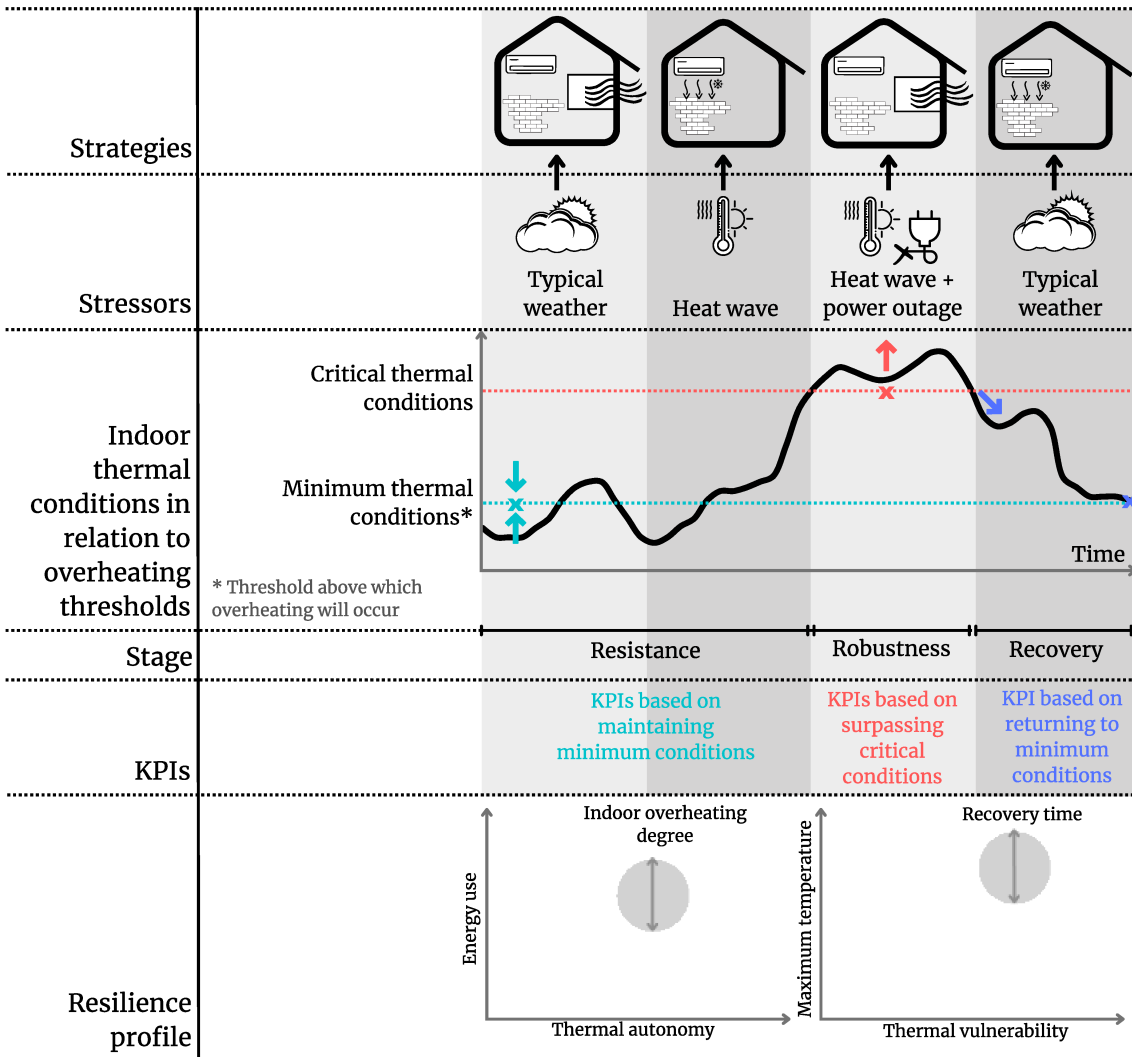 Strategies
Stressors
Typical
weather
Heat wave
Heat wave +
power outage
Typical
weather
Indoor
thermal
conditions in
relation to
overheating
thresholds
Critical thermal
conditions
Minimum thermal
conditions*
* Threshold above which
overheating will occur
Time
Stage
Resistance
Robustness
Recovery
KPIs
KPIs based on
maintaining
minimum conditions
KPIs based on
surpassing
critical
conditions
KPI based on
returning to
minimum
conditions
Resilience
profile
Energy use
Indoor overheating
degree
Thermal autonomy
Maximum temperature
Recovery time
Thermal vulnerability